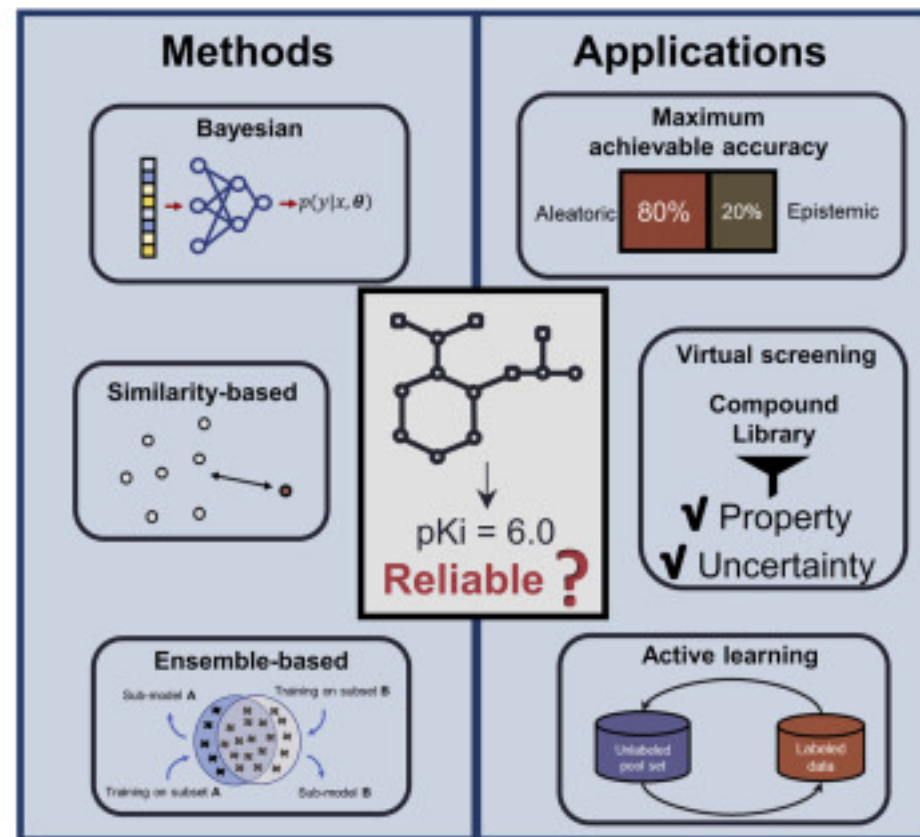 Methods
Bayesian
p(y|x,θ)
Similarity-based
Ensemble-based
Sub-model A
Training on subset B
Training on subset A
Sub-model B
pKi = 6.0
Reliable ?
Applications
Maximum
achievable accuracy
Aleatoric
80%
20%
Epistemic
Virtual screening
Compound
Library
√ Property
√ Uncertainty
Active learning
Unlabeled
pool set
Labeled
data